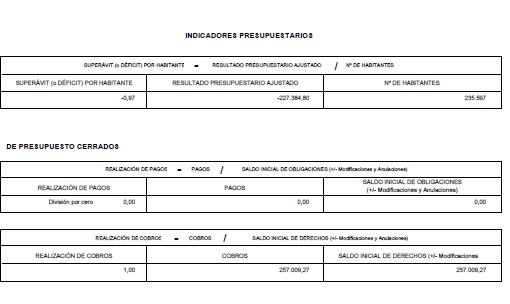 INDICADORES PRESUPUESTARIOS
SUPERÁVIT (o DÉFICIT) POR HABITANTE = RESULTADO PRESUPUESTARIO AJUSTADO / Nº DE HABITANTES
SUPERÁVIT (o DÉFICIT) POR HABITANTE RESULTADO PRESUPUESTARIO AJUSTADO Nº DE HABITANTES
-0,97 -227.384,80 235.597
DE PRESUPUESTO CERRADOS
REALIZACIÓN DE PAGOS = PAGOS / SALDO INICIAL DE OBLIGACIONES (+/- Modificaciones y Anulaciones)
REALIZACIÓN DE PAGOS PAGOS SALDO INICIAL DE OBLIGACIONES
(+/- Modificaciones y Anulaciones)
División por cero 0,00 0,00 0,00
REALIZACIÓN DE COBROS = COBROS / SALDO INICIAL DE DERECHOS (+/- Modificaciones y Anulaciones)
REALIZACIÓN DE COBROS COBROS SALDO INICIAL DE DERECHOS (+/- Modificaciones
1,00 257.009,27 257.009,27